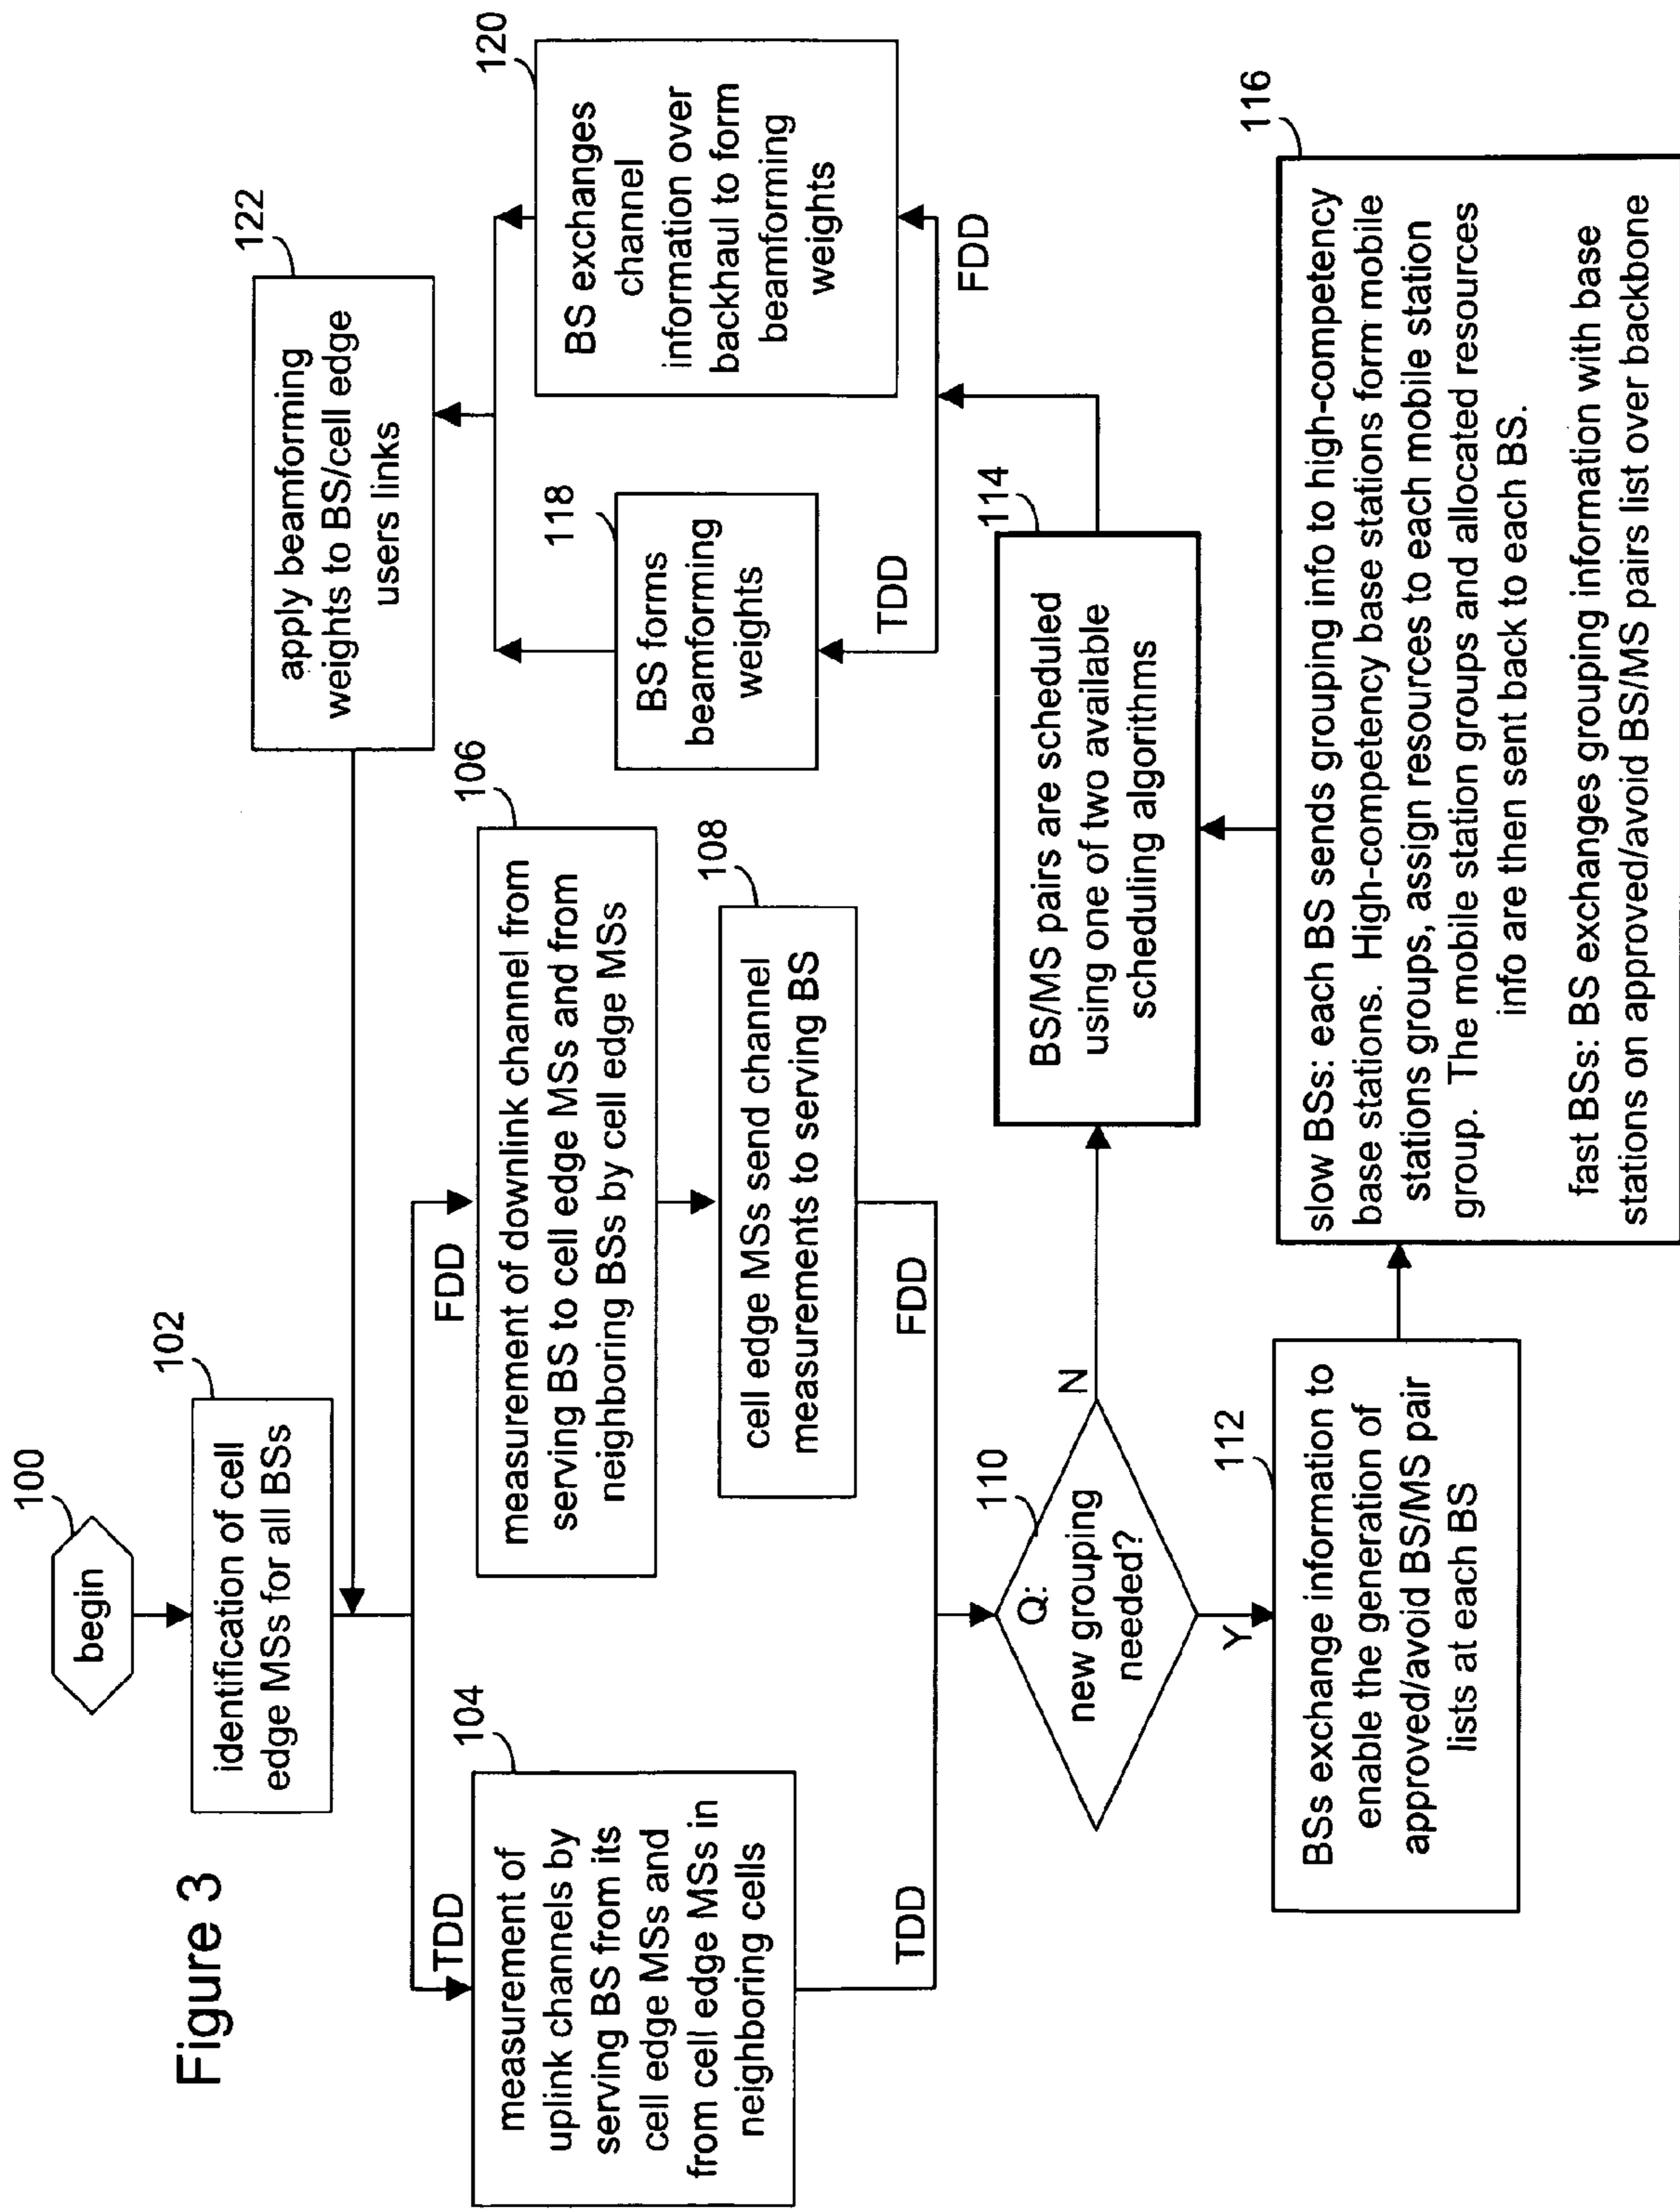 Figure 3
100
begin
102
identification of cell
edge MSs for all BSs
TDD
FDD
104
measurement of
uplink channels by
serving BS from its
cell edge MSs and
from cell edge MSs in
neighboring cells
106
measurement of downlink channel from
serving BS to cell edge MSs and from
neighboring BSs by cell edge MSs
108
cell edge MSs send channel
measurements to serving BS
TDD
FDD
110
Q:
new grouping
needed?
N
Y
112
BSs exchange information to
enable the generation of
approved/avoid BS/MS pair
lists at each BS
114
BS/MS pairs are scheduled
using one of two available
scheduling algorithms
116
slow BSs: each BS sends grouping info to high-competency
base stations. High-competency base stations form mobile
stations groups, assign resources to each mobile station
group. The mobile station groups and allocated resources
info are then sent back to each BS.
fast BSs: BS exchanges grouping information with base
stations on approved/avoid BS/MS pairs list over backbone
TDD
FDD
118
BS forms
beamforming
weights
120
BS exchanges
channel
information over
backhaul to form
beamforming
weights
122
apply beamforming
weights to BS/cell edge
users links